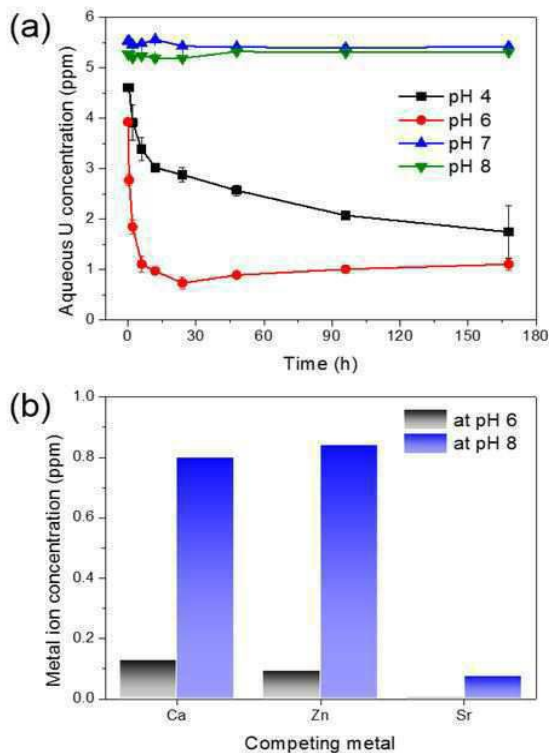 (a)
Aqueous U concentration (ppm)
6
5
4
3
2
1
0
pH 4
pH 6
pH 7
pH 8
0 30 60 90 120 150 180
Time (h)
(b)
Metal ion concentration (ppm)
1.0
0.8
0.6
0.4
0.2
0.0
at pH 6
at pH 8
Ca Zn Sr
Competing metal